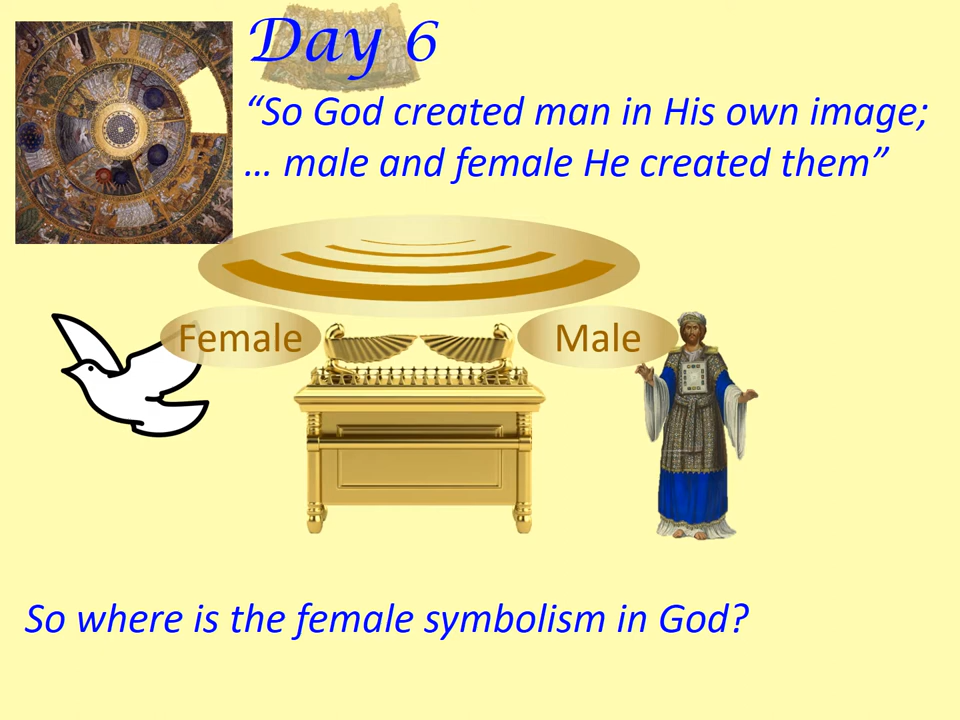 Day 6
“So God created man in His own image;
... male and female He created them”
Female
Male
So where is the female symbolism in God?